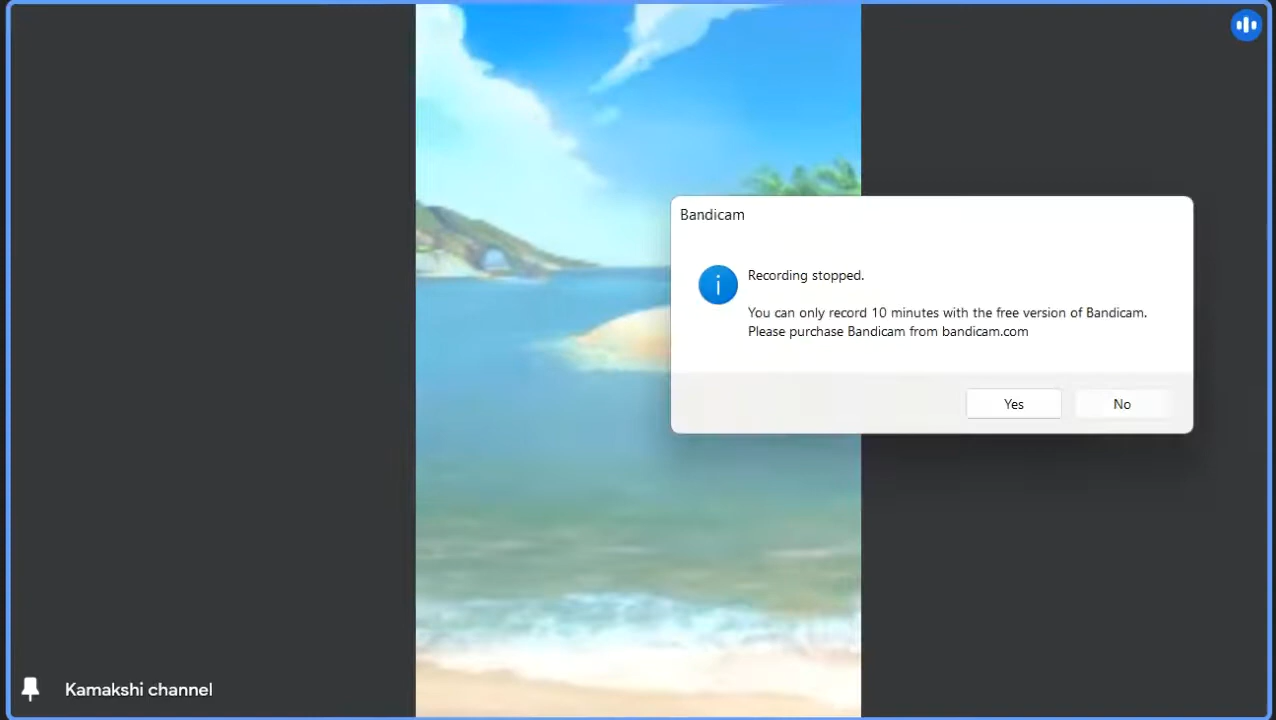 Bandicam
Recording stopped.
You can only record 10 minutes with the free version of Bandicam.
Please purchase Bandicam from bandicam.com
Yes
No
Kamakshi channel